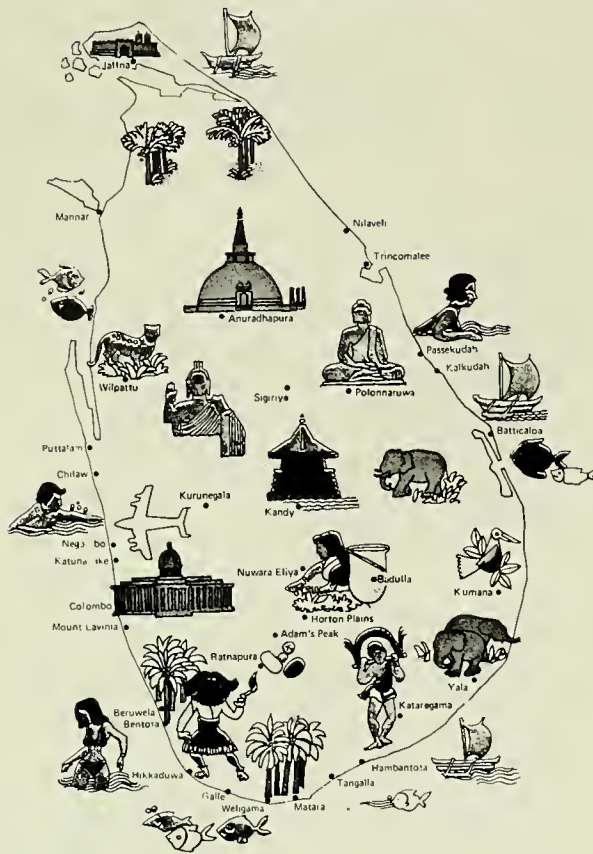 Jaffna
Mannar
Nilaveli
Trincomalee
Anuradhapura
Passekudah
Kalkudah
Wilpattu
Sigiriya
Polonnaruwa
Batticaloa
Puttalam
Chilaw
Kurunegala
Kandy
Negombo
Nuwara Eliya
Badulla
Kumana
Colombo
Horton Plains
Mount Lavinia
Adam's Peak
Ratnapura
Yala
Kataragama
Beruwela
Bentota
Hambantota
Hikkaduwa
Tangalla
Galle
Weligama
Matara